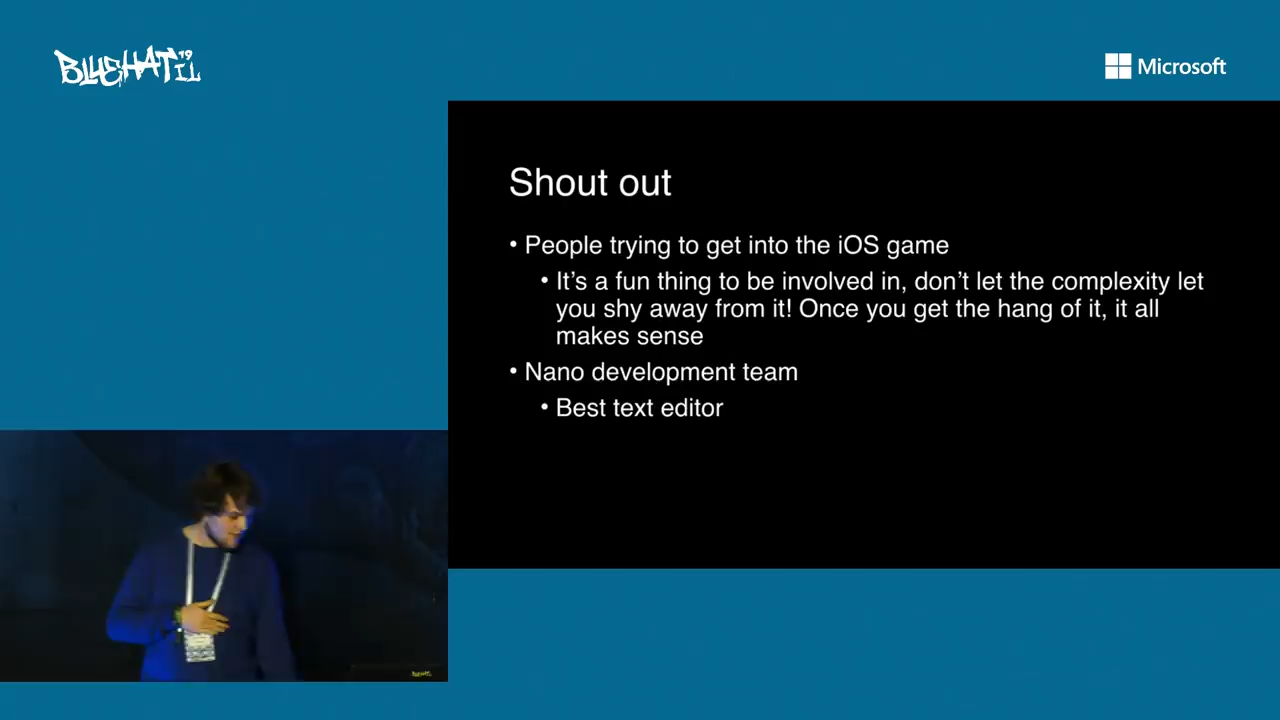 BLUEHAT 19 IL
Microsoft
Shout out
• People trying to get into the iOS game
• It’s a fun thing to be involved in, don’t let the complexity let
you shy away from it! Once you get the hang of it, it all
makes sense
• Nano development team
• Best text editor